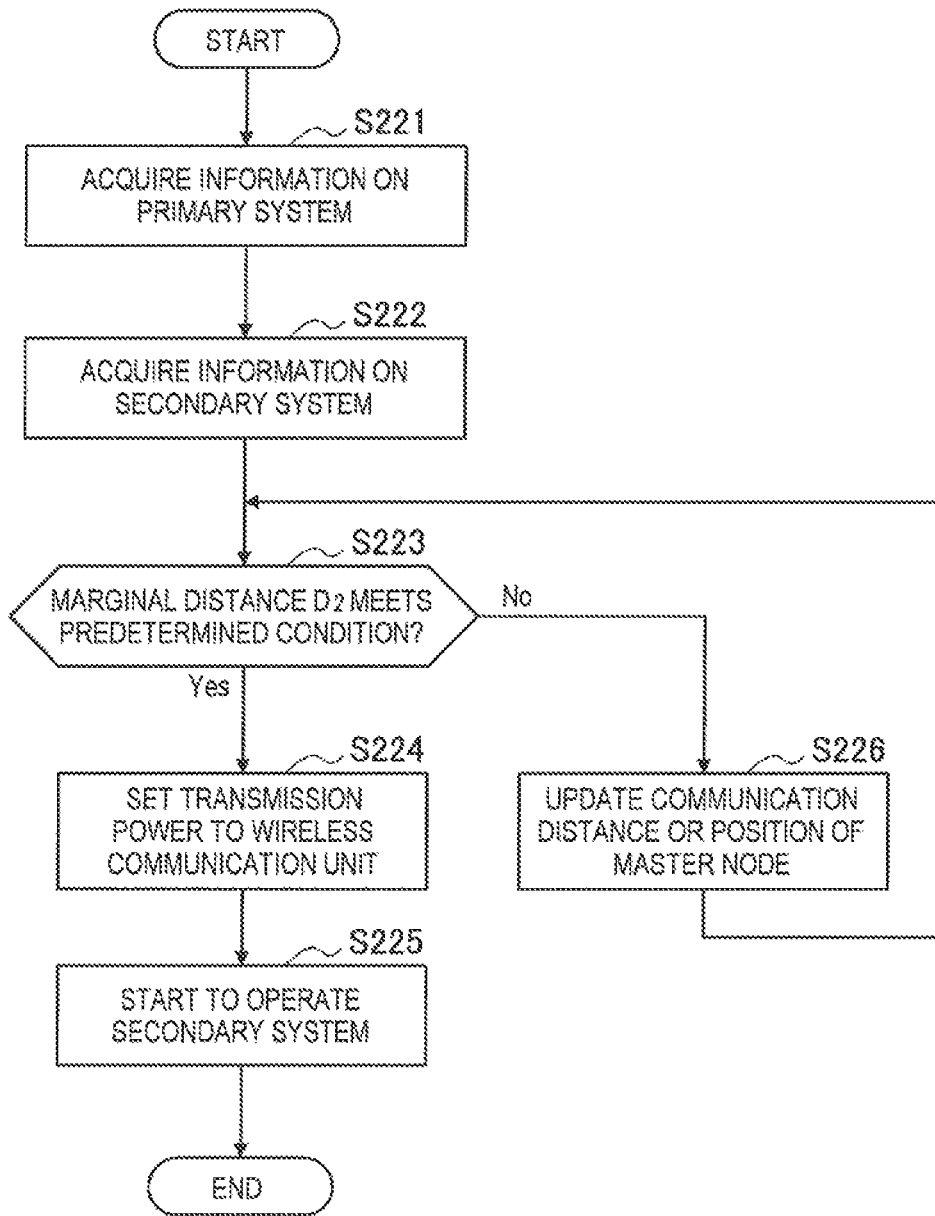 START
S221
ACQUIRE INFORMATION ON
PRIMARY SYSTEM
S222
ACQUIRE INFORMATION ON
SECONDARY SYSTEM
S223
MARGINAL DISTANCE D2 MEETS
PREDETERMINED CONDITION?
No
Yes
S224
SET TRANSMISSION
POWER TO WIRELESS
COMMUNICATION UNIT
S226
UPDATE COMMUNICATION
DISTANCE OR POSITION OF
MASTER NODE
S225
START TO OPERATE
SECONDARY SYSTEM
END